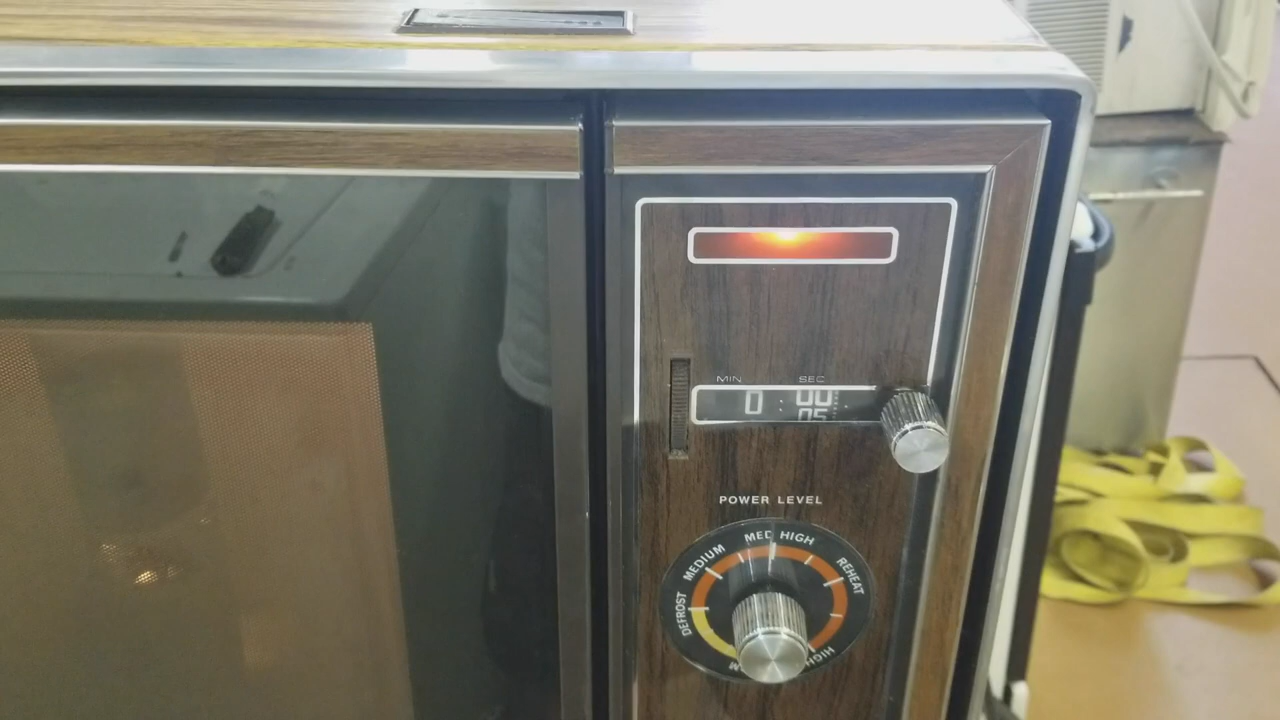 MIN SEC
0 : 00
05
POWER LEVEL
DEFROST MEDIUM MED HIGH REHEAT HIGH